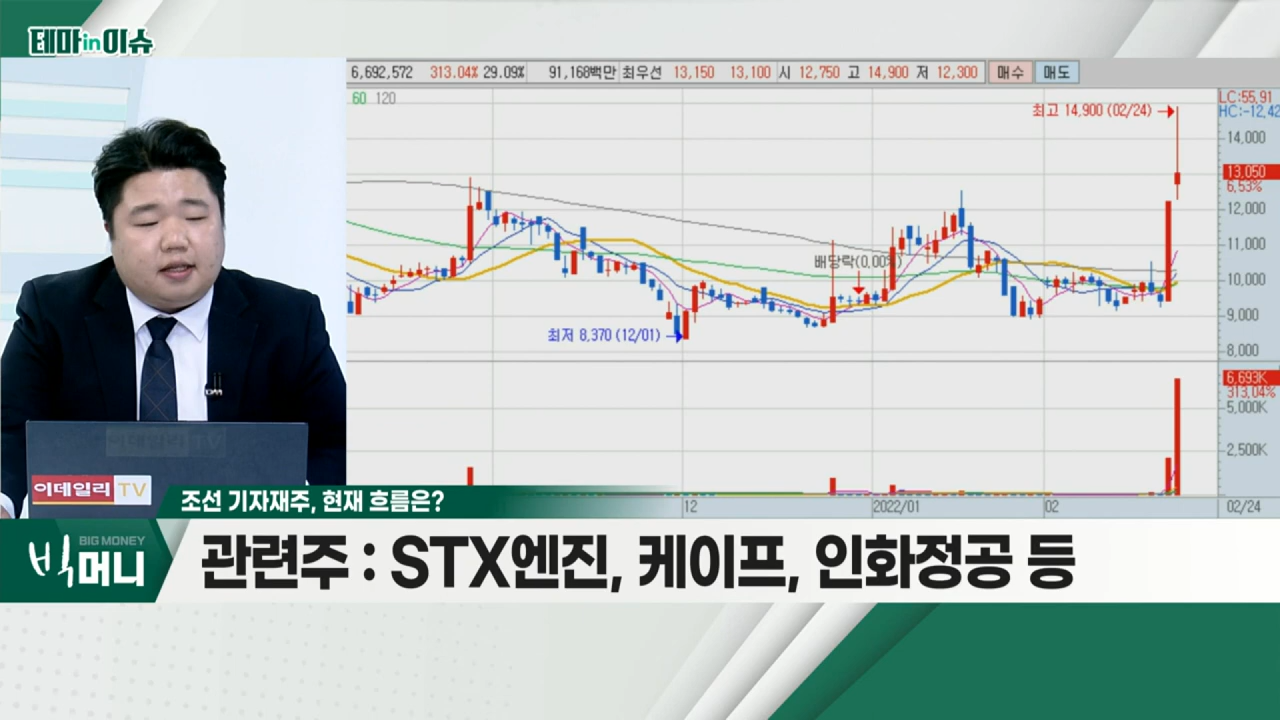 테마in이슈
6,692,572 313.04% 29.09% 91,168백만 최우선 13,150 13,100 시 12,750 고 14,900 저 12,300 매수 매도
60 120
LC:55,91
최고 14,900 (02/24)
HC:-12,42
14,000
13,050
6,53%
12,000
11,000
배당락(0,00%)
10,000
9,000
최저 8,370 (12/01)
8,000
6,693K
313,04%
5,000K
2,500K
12 2022/01 02 02/24
이데일리 TV
이데일리 TV
조선 기자재주, 현재 흐름은?
BIG MONEY
빅머니
관련주 : STX엔진, 케이프, 인화정공 등